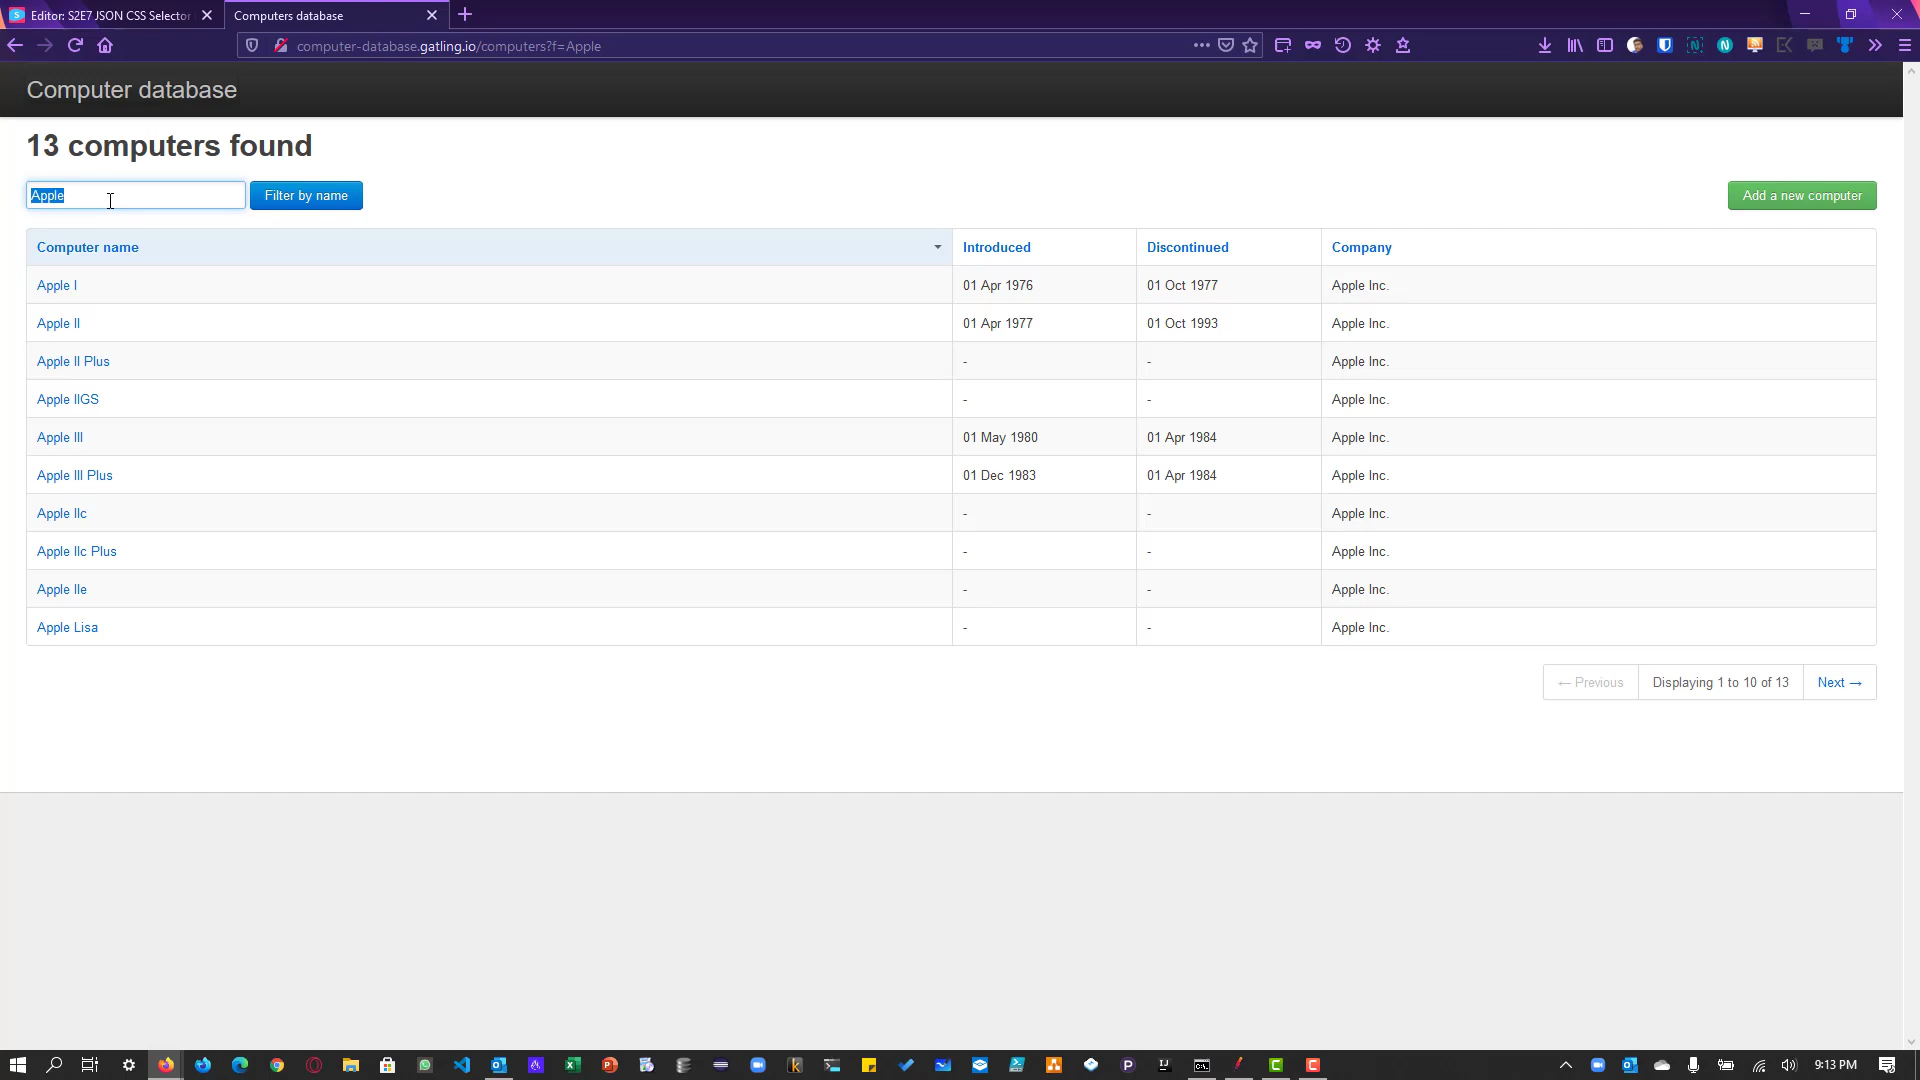 Editor: S2E7 JSON CSS Selector
Computers database
computer-database.gatling.io/computers?f=Apple
Computer database
13 computers found
Apple
Filter by name
Add a new computer
Computer name Introduced Discontinued Company
Apple I 01 Apr 1976 01 Oct 1977 Apple Inc.
Apple II 01 Apr 1977 01 Oct 1993 Apple Inc.
Apple II Plus - - Apple Inc.
Apple IIGS - - Apple Inc.
Apple III 01 May 1980 01 Apr 1984 Apple Inc.
Apple III Plus 01 Dec 1983 01 Apr 1984 Apple Inc.
Apple IIc - - Apple Inc.
Apple IIc Plus - - Apple Inc.
Apple IIe - - Apple Inc.
Apple Lisa - - Apple Inc.
← Previous Displaying 1 to 10 of 13 Next →
9:13 PM